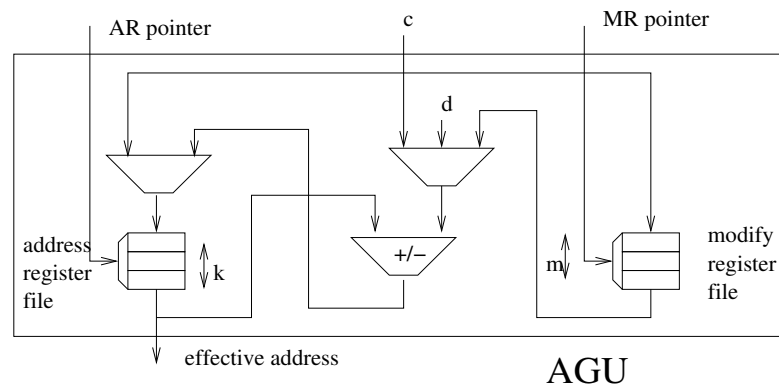 AR pointer
c
MR pointer
d
address
register
file
k
+/−
m
modify
register
file
effective address
AGU